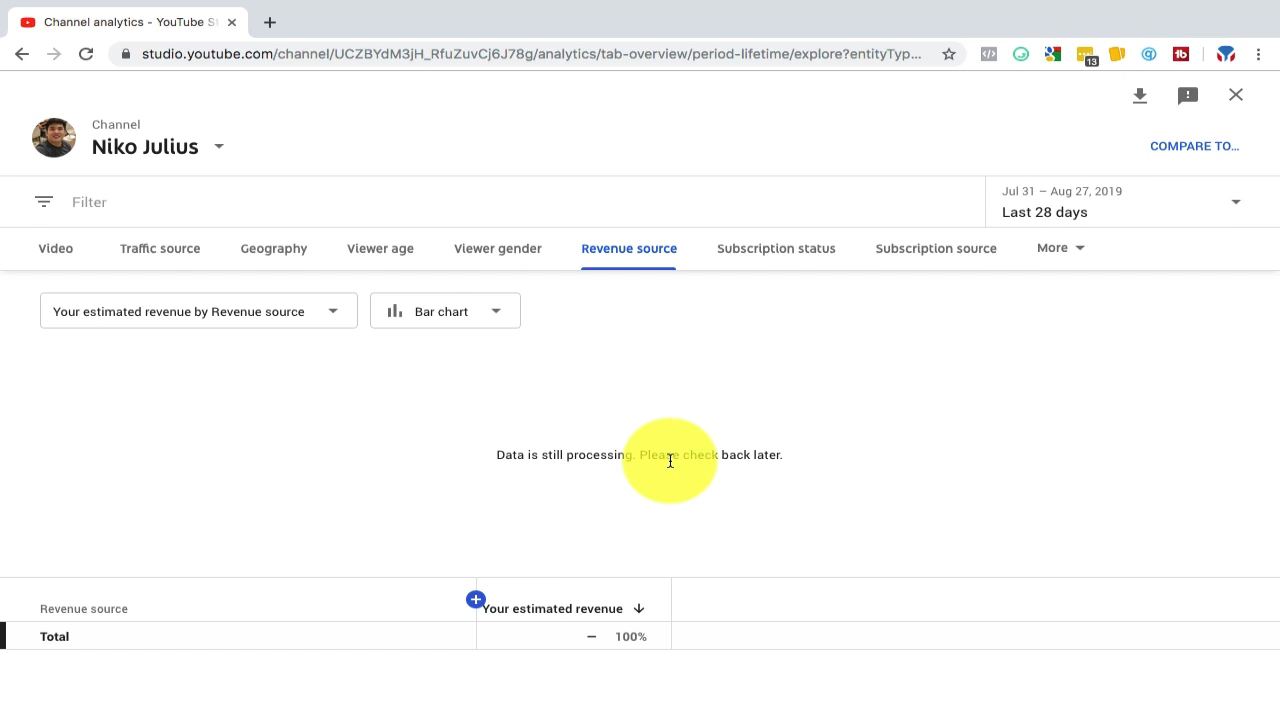 Channel analytics - YouTube S
studio.youtube.com/channel/UCZBYdM3jH_RfuZuvCj6J78g/analytics/tab-overview/period-lifetime/explore?entityTyp...
13
Channel
Niko Julius
COMPARE TO...
Filter
Jul 31 – Aug 27, 2019
Last 28 days
Video Traffic source Geography Viewer age Viewer gender Revenue source Subscription status Subscription source More
Your estimated revenue by Revenue source Bar chart
Data is still processing. Please check back later.
Revenue source Your estimated revenue
Total – 100%